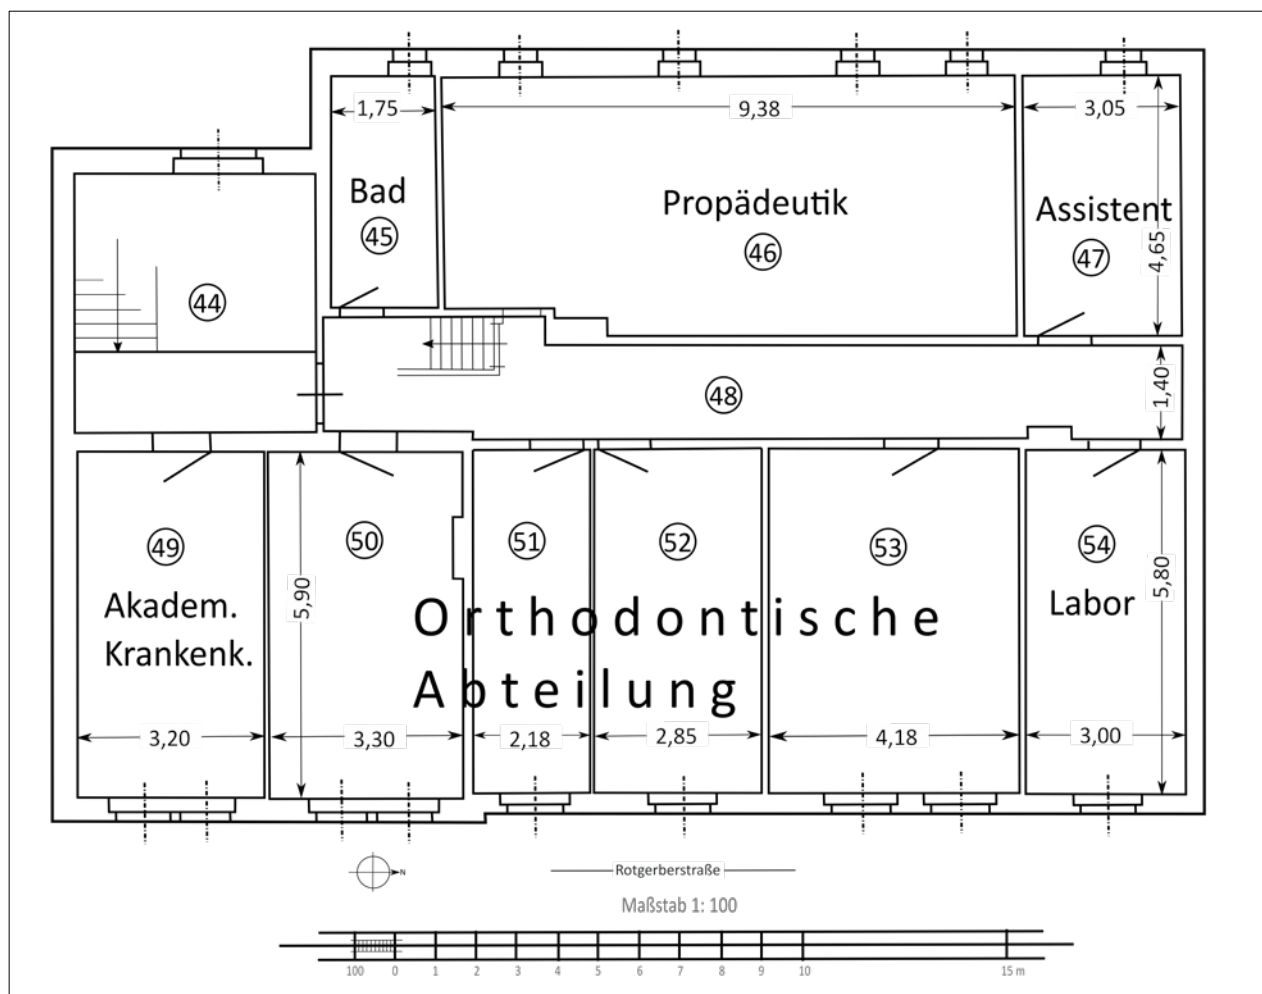 1,75
9,38
3,05
Bad
45
Propädeutik
46
Assistent
47
4,65
44
48
1,40
49
50
51
52
53
54
Akadem.
Krankenk.
5,90
Orthodontische
Abteilung
Labor
5,80
3,20
3,30
2,18
2,85
4,18
3,00
N
Rotgerberstraße
Maßstab 1: 100
100 0 1 2 3 4 5 6 7 8 9 10 15 m